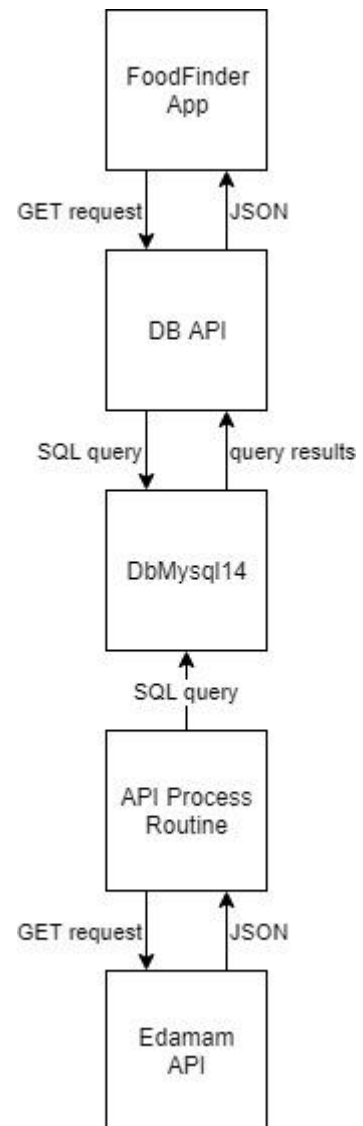 FoodFinder
App
GET request
JSON
DB API
SQL query
query results
DbMysql14
SQL query
API Process
Routine
GET request
JSON
Edamam
API